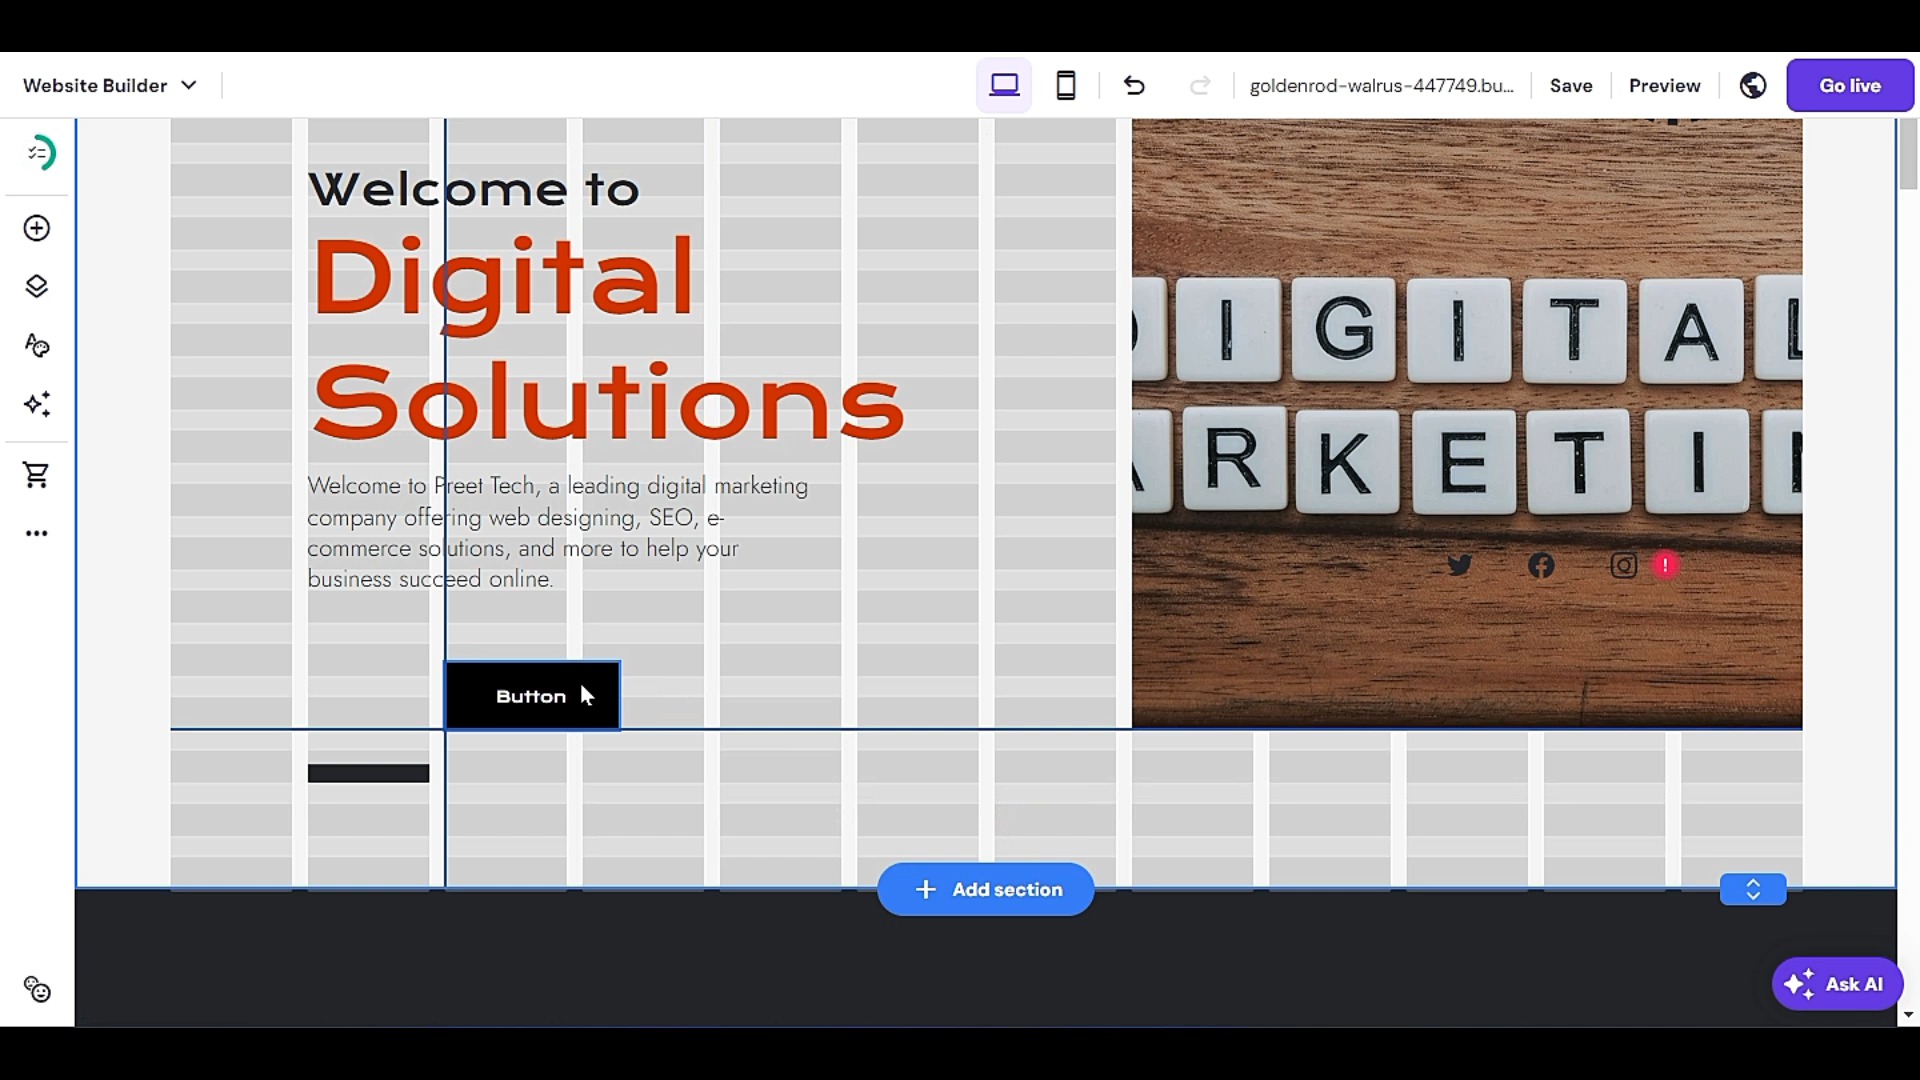 Website Builder
goldenrod-walrus-447749.bu...
Save
Preview
Go live
Welcome to
Digital
Solutions
Welcome to Preet Tech, a leading digital marketing
company offering web designing, SEO, e-
commerce solutions, and more to help your
business succeed online.
IGITAL
RKETI
!
Button
Add section
Ask AI